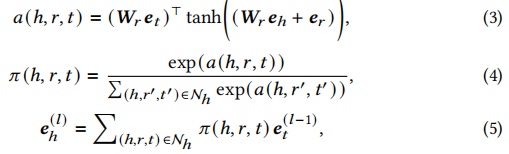 a(h, r, t) = (W_r e_t)^⊤ tanh((W_r e_h + e_r)), (3)
π(h, r, t) = exp(a(h, r, t)) / ∑_{(h,r′,t′)∈N_h} exp(a(h, r′, t′)), (4)
e_h^{(l)} = ∑_{(h,r,t)∈N_h} π(h, r, t) e_t^{(l−1)}, (5)